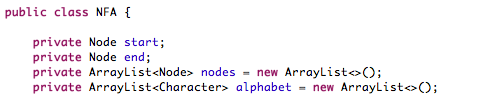 public class NFA {
private Node start;
private Node end;
private ArrayList<Node> nodes = new ArrayList<>();
private ArrayList<Character> alphabet = new ArrayList<>();